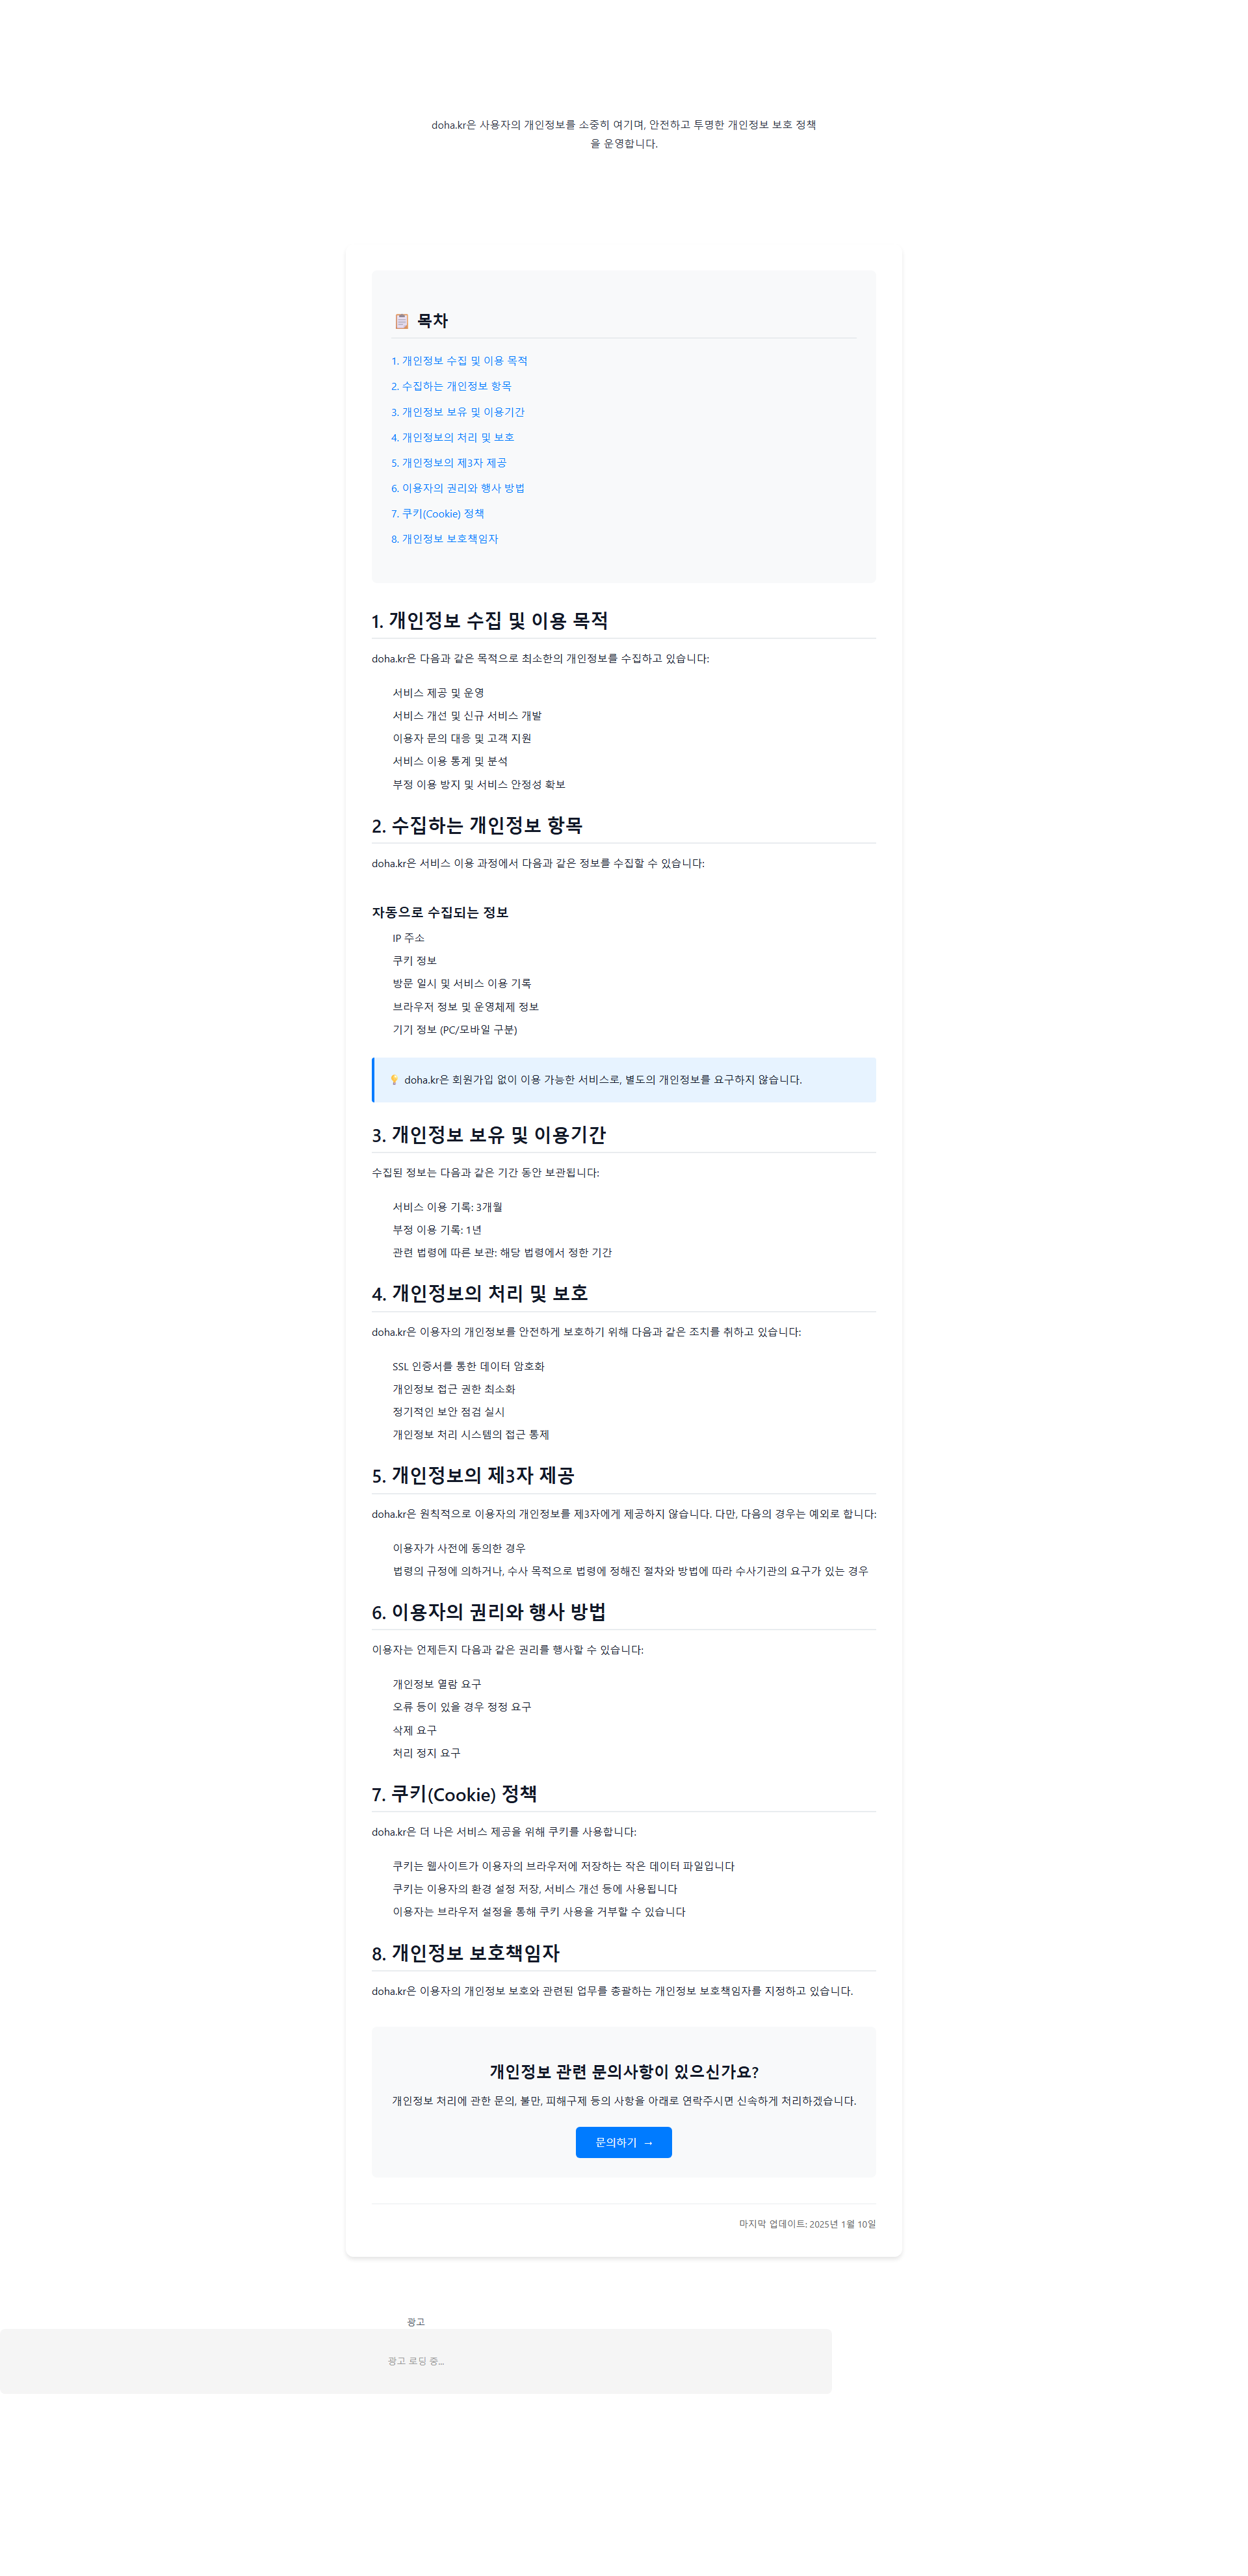 doha.kr은 사용자의 개인정보를 소중히 여기며, 안전하고 투명한 개인정보 보호 정책
을 운영합니다.
📋 목차
1. 개인정보 수집 및 이용 목적
2. 수집하는 개인정보 항목
3. 개인정보 보유 및 이용기간
4. 개인정보의 처리 및 보호
5. 개인정보의 제3자 제공
6. 이용자의 권리와 행사 방법
7. 쿠키(Cookie) 정책
8. 개인정보 보호책임자
1. 개인정보 수집 및 이용 목적
doha.kr은 다음과 같은 목적으로 최소한의 개인정보를 수집하고 있습니다:
서비스 제공 및 운영
서비스 개선 및 신규 서비스 개발
이용자 문의 대응 및 고객 지원
서비스 이용 통계 및 분석
부정 이용 방지 및 서비스 안정성 확보
2. 수집하는 개인정보 항목
doha.kr은 서비스 이용 과정에서 다음과 같은 정보를 수집할 수 있습니다:
자동으로 수집되는 정보
IP 주소
쿠키 정보
방문 일시 및 서비스 이용 기록
브라우저 정보 및 운영체제 정보
기기 정보 (PC/모바일 구분)
💡 doha.kr은 회원가입 없이 이용 가능한 서비스로, 별도의 개인정보를 요구하지 않습니다.
3. 개인정보 보유 및 이용기간
수집된 정보는 다음과 같은 기간 동안 보관됩니다:
서비스 이용 기록: 3개월
부정 이용 기록: 1년
관련 법령에 따른 보관: 해당 법령에서 정한 기간
4. 개인정보의 처리 및 보호
doha.kr은 이용자의 개인정보를 안전하게 보호하기 위해 다음과 같은 조치를 취하고 있습니다:
SSL 인증서를 통한 데이터 암호화
개인정보 접근 권한 최소화
정기적인 보안 점검 실시
개인정보 처리 시스템의 접근 통제
5. 개인정보의 제3자 제공
doha.kr은 원칙적으로 이용자의 개인정보를 제3자에게 제공하지 않습니다. 다만, 다음의 경우는 예외로 합니다:
이용자가 사전에 동의한 경우
법령의 규정에 의하거나, 수사 목적으로 법령에 정해진 절차와 방법에 따라 수사기관의 요구가 있는 경우
6. 이용자의 권리와 행사 방법
이용자는 언제든지 다음과 같은 권리를 행사할 수 있습니다:
개인정보 열람 요구
오류 등이 있을 경우 정정 요구
삭제 요구
처리 정지 요구
7. 쿠키(Cookie) 정책
doha.kr은 더 나은 서비스 제공을 위해 쿠키를 사용합니다:
쿠키는 웹사이트가 이용자의 브라우저에 저장하는 작은 데이터 파일입니다
쿠키는 이용자의 환경 설정 저장, 서비스 개선 등에 사용됩니다
이용자는 브라우저 설정을 통해 쿠키 사용을 거부할 수 있습니다
8. 개인정보 보호책임자
doha.kr은 이용자의 개인정보 보호와 관련된 업무를 총괄하는 개인정보 보호책임자를 지정하고 있습니다.
개인정보 관련 문의사항이 있으신가요?
개인정보 처리에 관한 문의, 불만, 피해구제 등의 사항을 아래로 연락주시면 신속하게 처리하겠습니다.
문의하기 →
마지막 업데이트: 2025년 1월 10일
광고
광고 로딩 중...